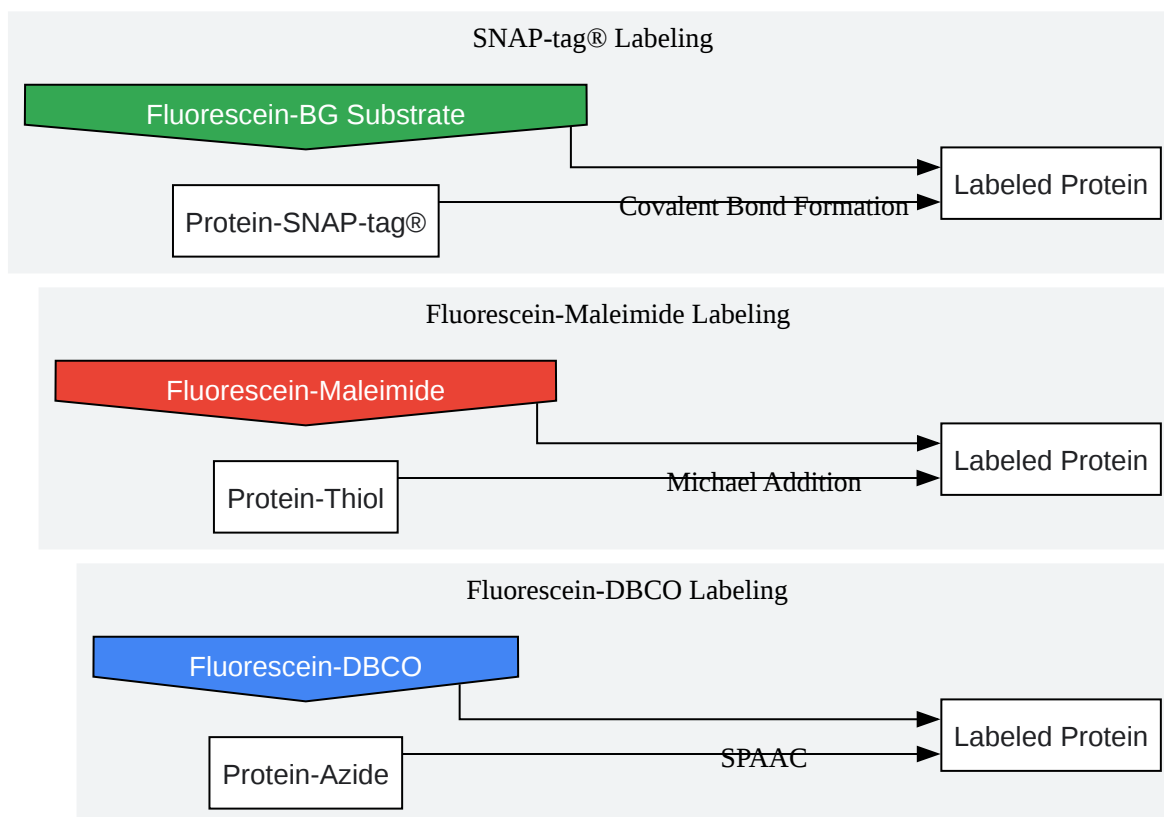 SNAP-tag® Labeling
Fluorescein-BG Substrate
Protein-SNAP-tag®
Covalent Bond Formation
Labeled Protein
Fluorescein-Maleimide Labeling
Fluorescein-Maleimide
Protein-Thiol
Michael Addition
Labeled Protein
Fluorescein-DBCO Labeling
Fluorescein-DBCO
Protein-Azide
SPAAC
Labeled Protein